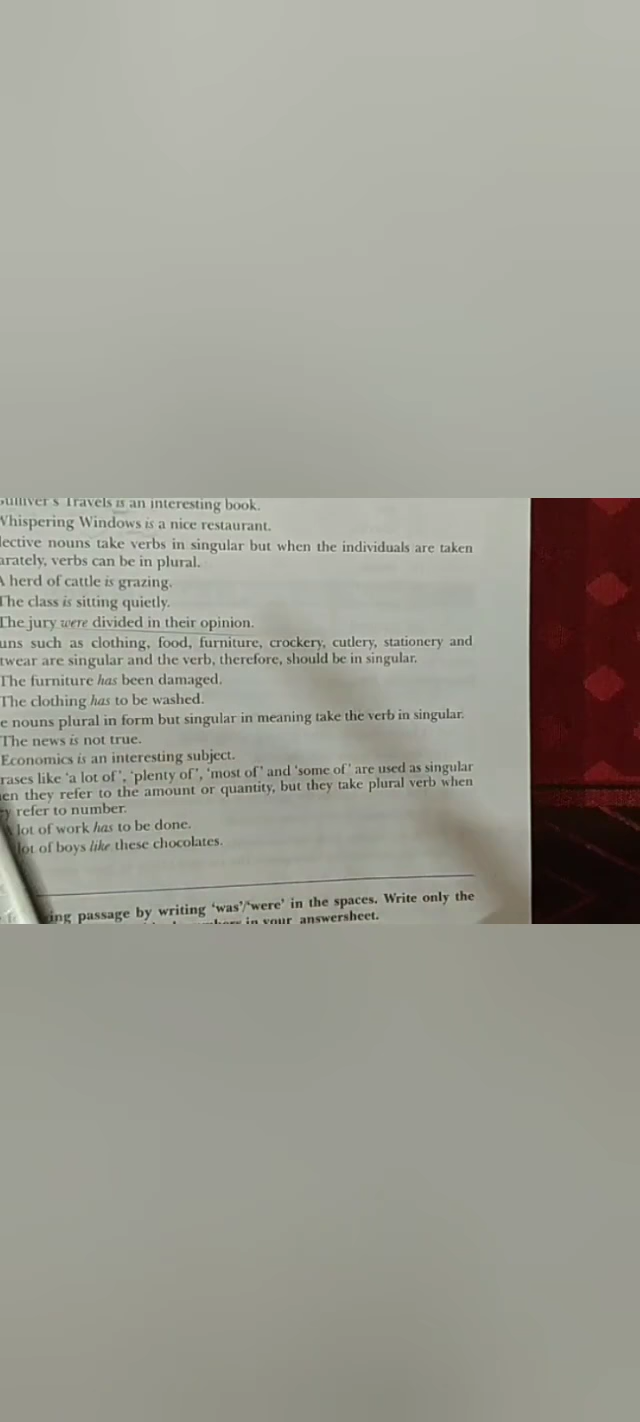 Gulliver's Travels is an interesting book.
Whispering Windows is a nice restaurant.
lective nouns take verbs in singular but when the individuals are taken
arately, verbs can be in plural.
A herd of cattle is grazing.
The class is sitting quietly.
The jury were divided in their opinion.
uns such as clothing, food, furniture, crockery, cutlery, stationery and
twear are singular and the verb, therefore, should be in singular.
The furniture has been damaged.
The clothing has to be washed.
e nouns plural in form but singular in meaning take the verb in singular.
The news is not true.
Economics is an interesting subject.
rases like 'a lot of', 'plenty of', 'most of' and 'some of' are used as singular
en they refer to the amount or quantity, but they take plural verb when
y refer to number.
lot of work has to be done.
lot of boys like these chocolates.
ing passage by writing 'was'/'were' in the spaces. Write only the
in your answersheet.